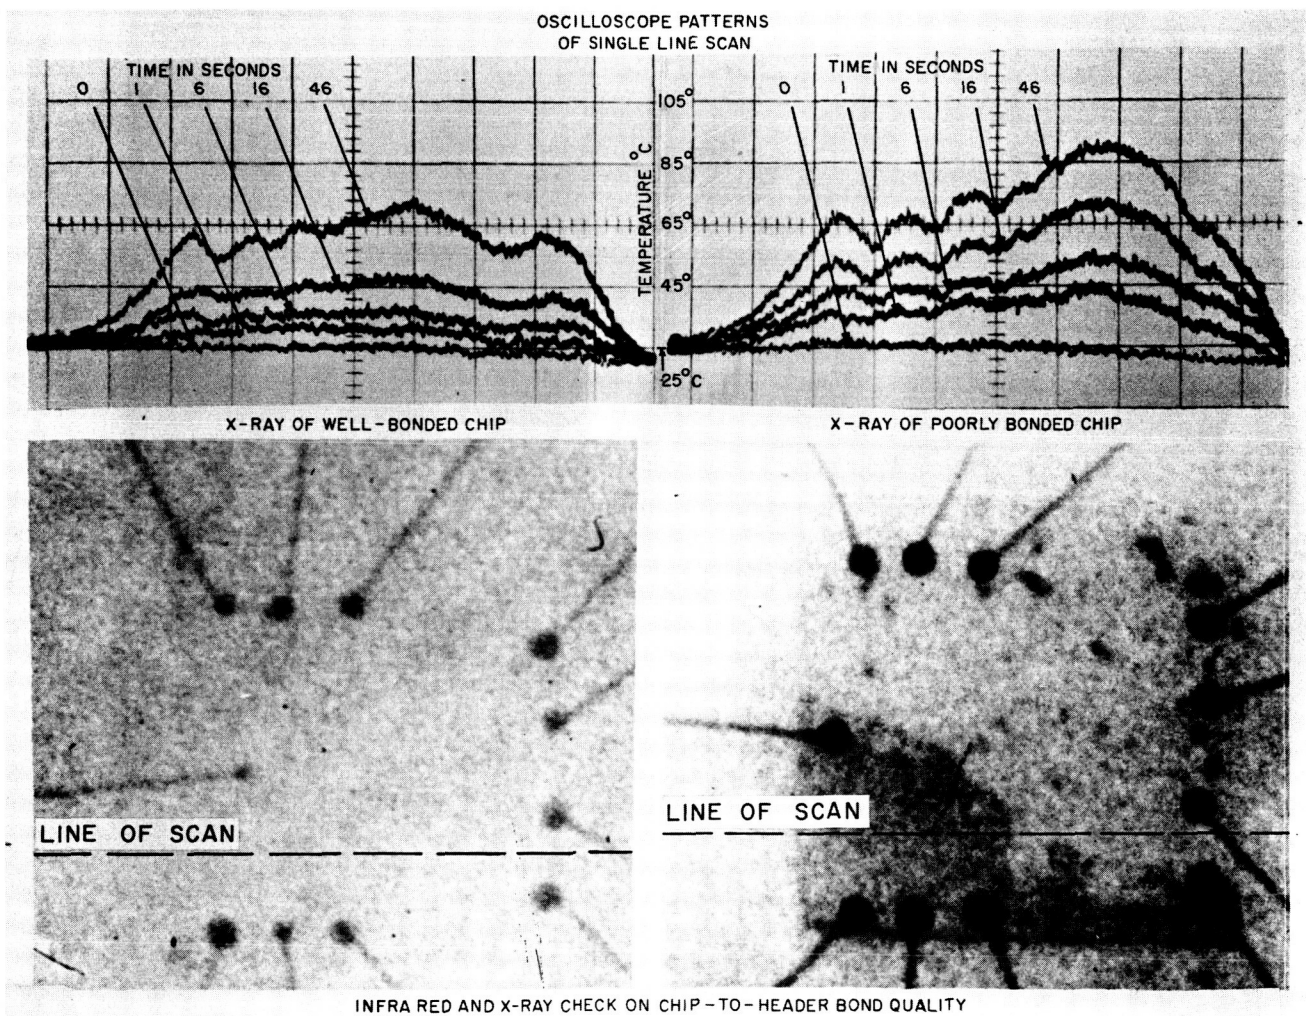 OSCILLOSCOPE PATTERNS
OF SINGLE LINE SCAN
TIME IN SECONDS
0 1 6 16 46
TIME IN SECONDS
0 1 6 16 46
105°
85°
65°
45°
25°C
TEMPERATURE °C
X-RAY OF WELL-BONDED CHIP
X-RAY OF POORLY BONDED CHIP
LINE OF SCAN
LINE OF SCAN
INFRA RED AND X-RAY CHECK ON CHIP-TO-HEADER BOND QUALITY